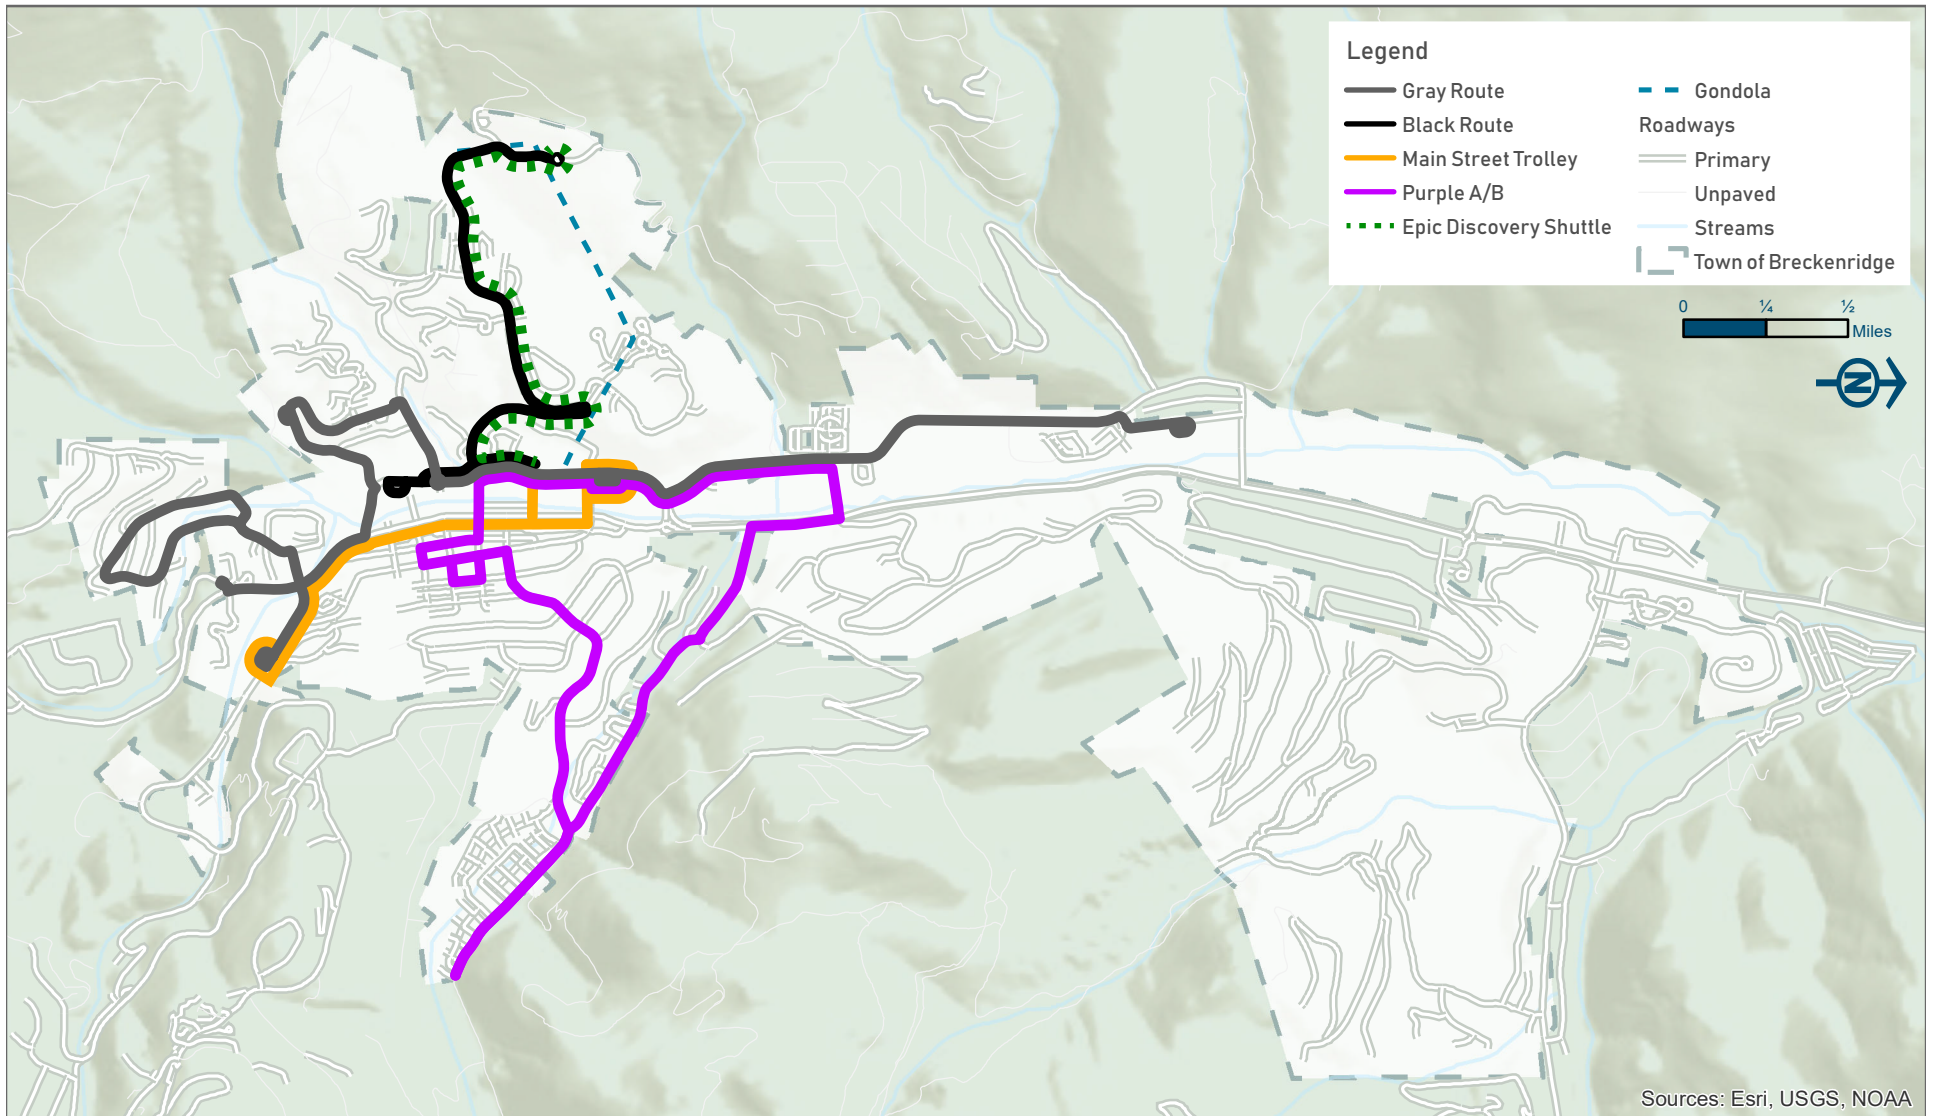 Legend
Gray Route
Black Route
Main Street Trolley
Purple A/B
Epic Discovery Shuttle
Gondola
Roadways
Primary
Unpaved
Streams
Town of Breckenridge
0 ¼ ½
Miles
N
Sources: Esri, USGS, NOAA